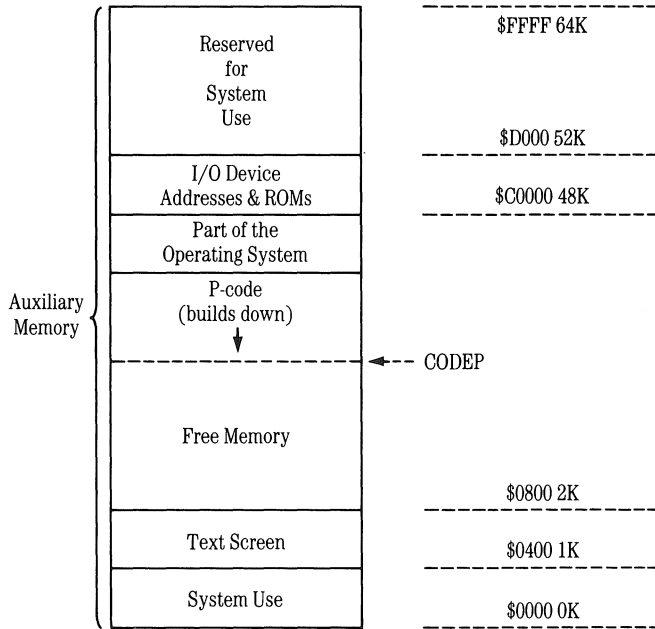 $FFFF 64K
Reserved
for
System
Use
$D000 52K
I/O Device
Addresses & ROMs
$C0000 48K
Part of the
Operating System
P-code
(builds down)
Auxiliary
Memory
CODEP
Free Memory
$0800 2K
Text Screen
$0400 1K
System Use
$0000 0K